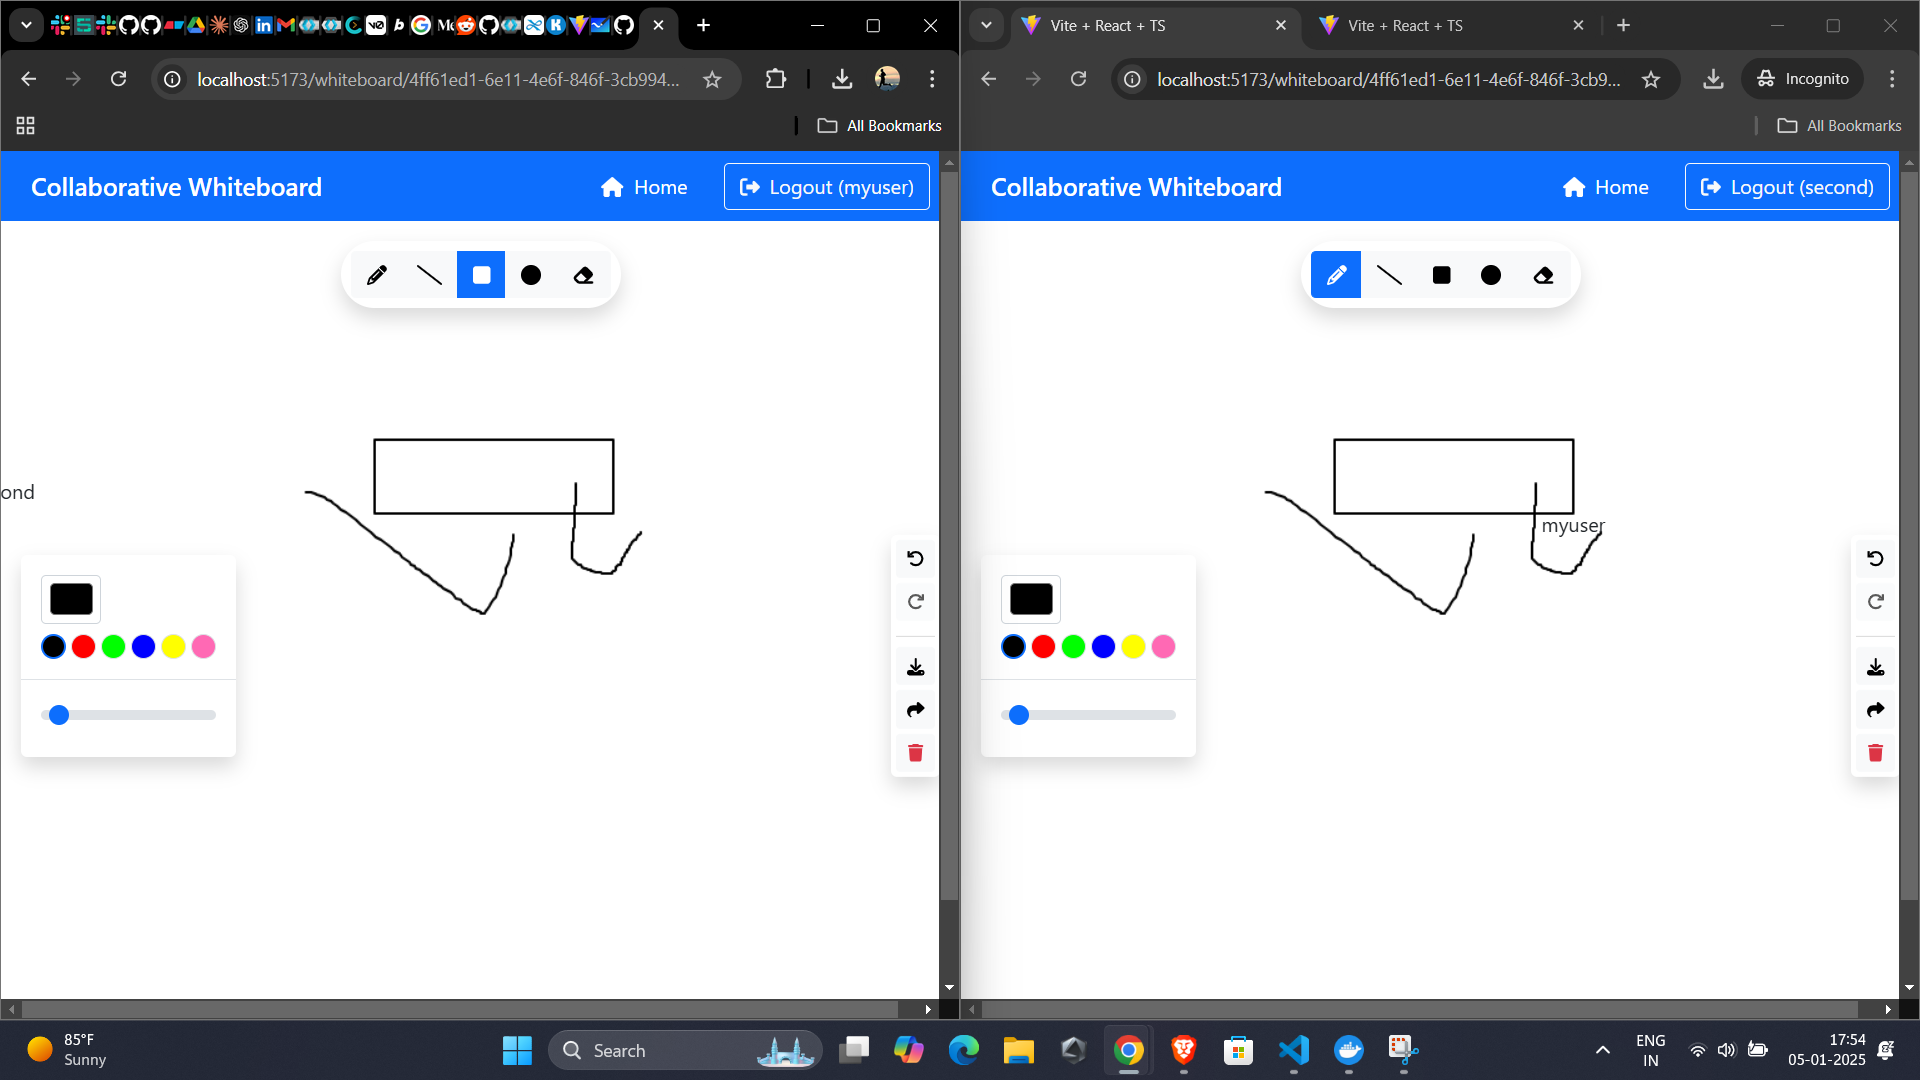 Vite + React + TS
Vite + React + TS
localhost:5173/whiteboard/4ff61ed1-6e11-4e6f-846f-3cb994...
localhost:5173/whiteboard/4ff61ed1-6e11-4e6f-846f-3cb9...
Incognito
All Bookmarks
All Bookmarks
Collaborative Whiteboard
Home
Logout (myuser)
Collaborative Whiteboard
Home
Logout (second)
ond
myuser
85°F
Sunny
Search
ENG
IN
17:54
05-01-2025